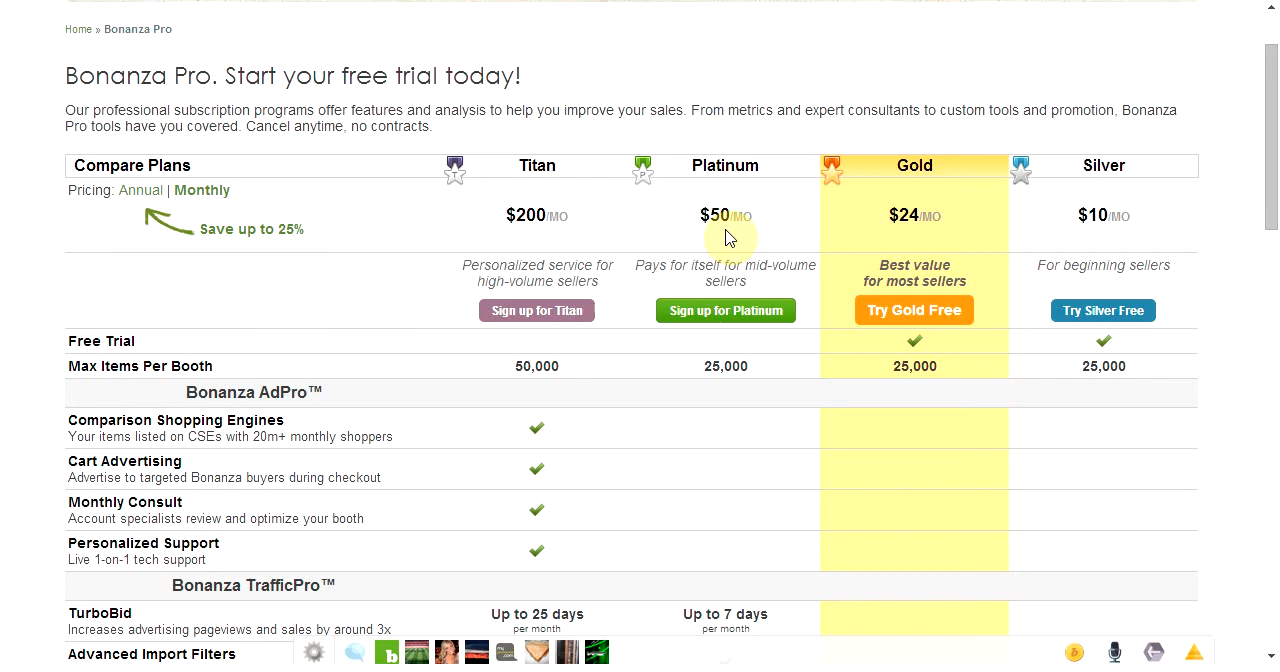 Home » Bonanza Pro
Bonanza Pro. Start your free trial today!
Our professional subscription programs offer features and analysis to help you improve your sales. From metrics and expert consultants to custom tools and promotion, Bonanza
Pro tools have you covered. Cancel anytime, no contracts.
Compare Plans T Titan P Platinum Gold Silver
Pricing: Annual | Monthly
$200/MO $50/MO $24/MO $10/MO
Save up to 25%
Personalized service for Pays for itself for mid-volume Best value For beginning sellers
high-volume sellers sellers for most sellers
Sign up for Titan Sign up for Platinum Try Gold Free Try Silver Free
Free Trial
Max Items Per Booth 50,000 25,000 25,000 25,000
Bonanza AdPro™
Comparison Shopping Engines
Your items listed on CSEs with 20m+ monthly shoppers
Cart Advertising
Advertise to targeted Bonanza buyers during checkout
Monthly Consult
Account specialists review and optimize your booth
Personalized Support
Live 1-on-1 tech support
Bonanza TrafficPro™
TurboBid Up to 25 days Up to 7 days
Increases advertising pageviews and sales by around 3x per month per month
Advanced Import Filters
b